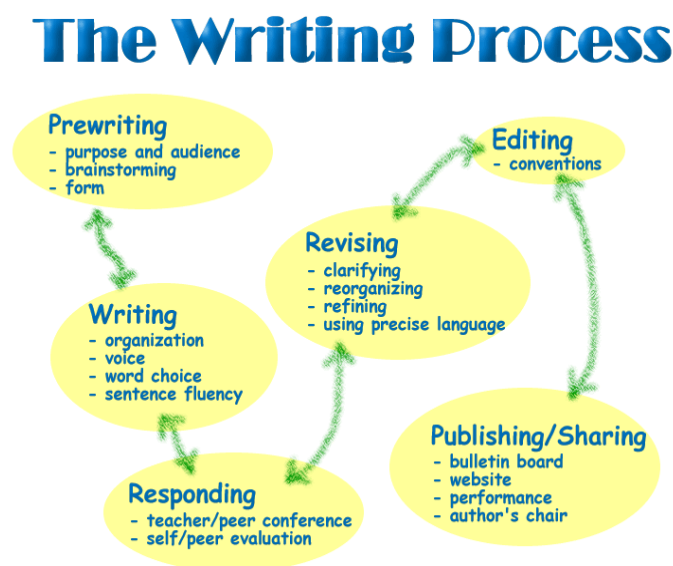 The Writing Process
Prewriting
- purpose and audience
- brainstorming
- form
Writing
- organization
- voice
- word choice
- sentence fluency
Responding
- teacher/peer conference
- self/peer evaluation
Revising
- clarifying
- reorganizing
- refining
- using precise language
Editing
- conventions
Publishing/Sharing
- bulletin board
- website
- performance
- author's chair